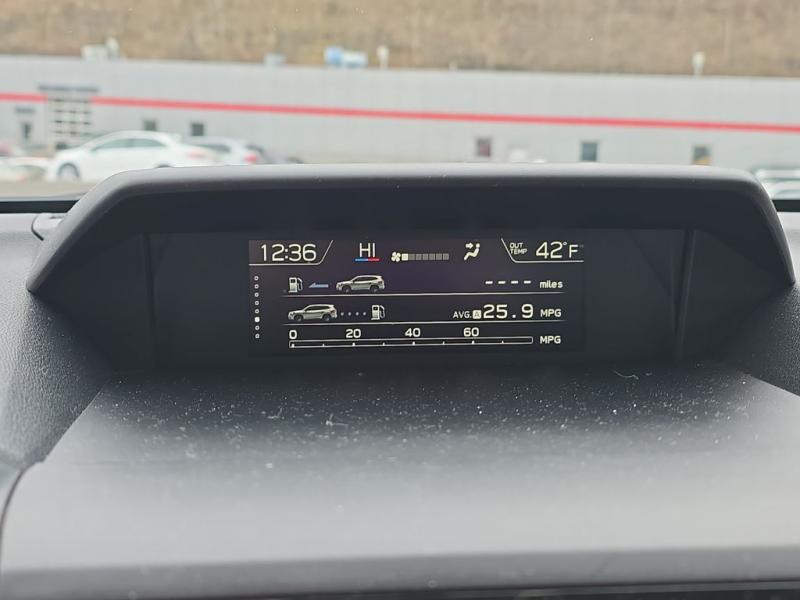 12:36 HI OUT TEMP 42°F
---- miles
AVG. A 25.9 MPG
0 20 40 60 MPG